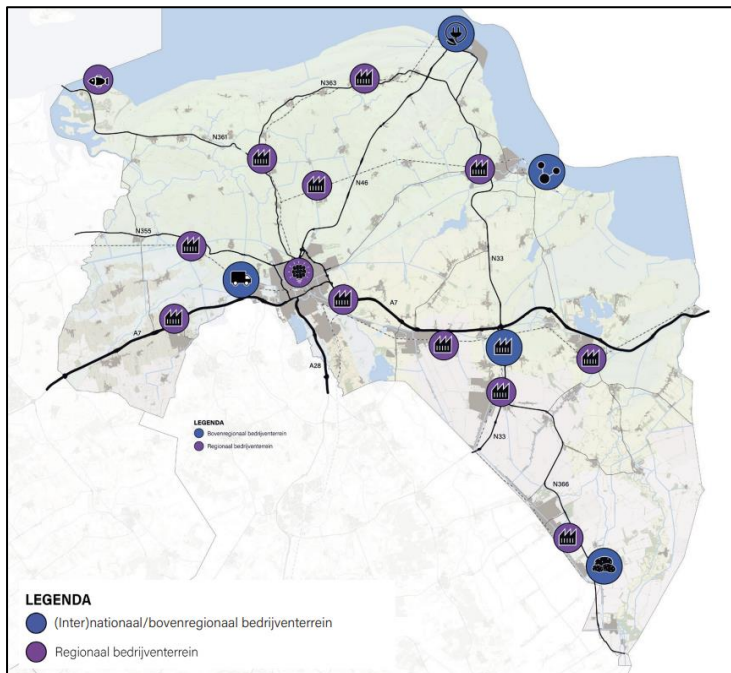 N363
N361
N46
N355
N33
A7
A7
A28
LEGENDA
Bovenregionaal bedrijventerrein
Regionaal bedrijventerrein
N33
N366
LEGENDA
(Inter)nationaal/bovenregionaal bedrijventerrein
Regionaal bedrijventerrein